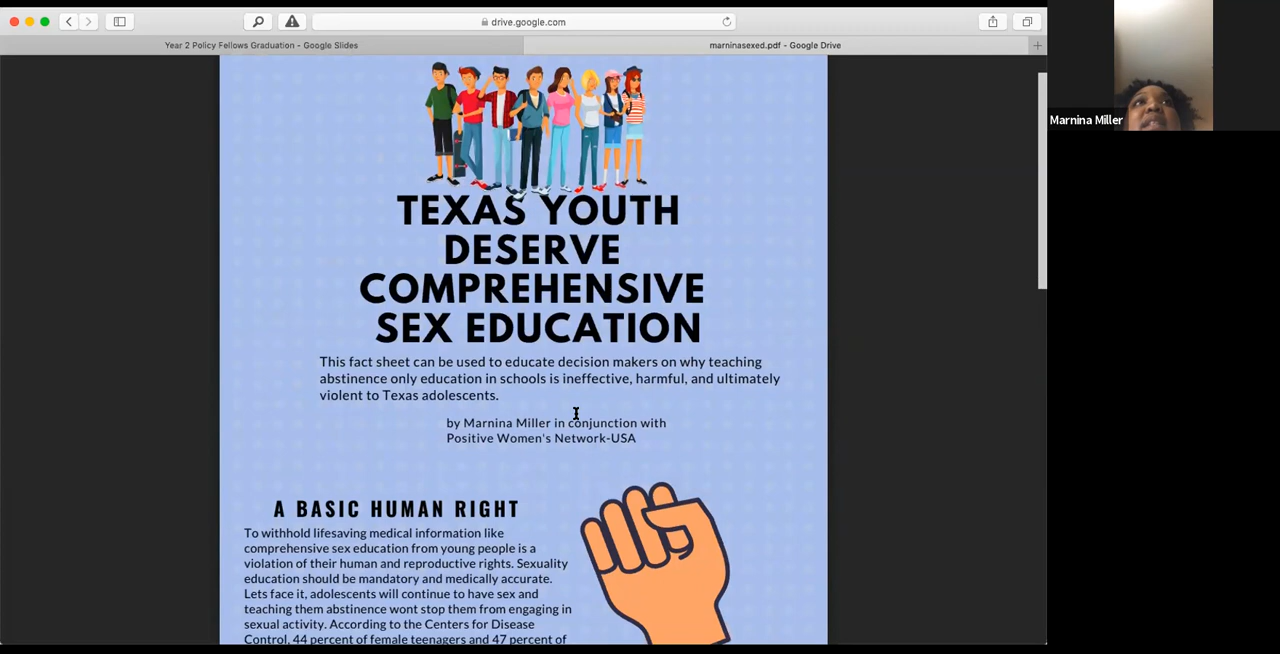 drive.google.com
Year 2 Policy Fellows Graduation - Google Slides
marninasexed.pdf - Google Drive
Marnina Miller
TEXAS YOUTH
DESERVE
COMPREHENSIVE
SEX EDUCATION
This fact sheet can be used to educate decision makers on why teaching
abstinence only education in schools is ineffective, harmful, and ultimately
violent to Texas adolescents.
by Marnina Miller in conjunction with
Positive Women's Network-USA
A BASIC HUMAN RIGHT
To withhold lifesaving medical information like
comprehensive sex education from young people is a
violation of their human and reproductive rights. Sexuality
education should be mandatory and medically accurate.
Lets face it, adolescents will continue to have sex and
teaching them abstinence wont stop them from engaging in
sexual activity. According to the Centers for Disease
Control, 44 percent of female teenagers and 47 percent of